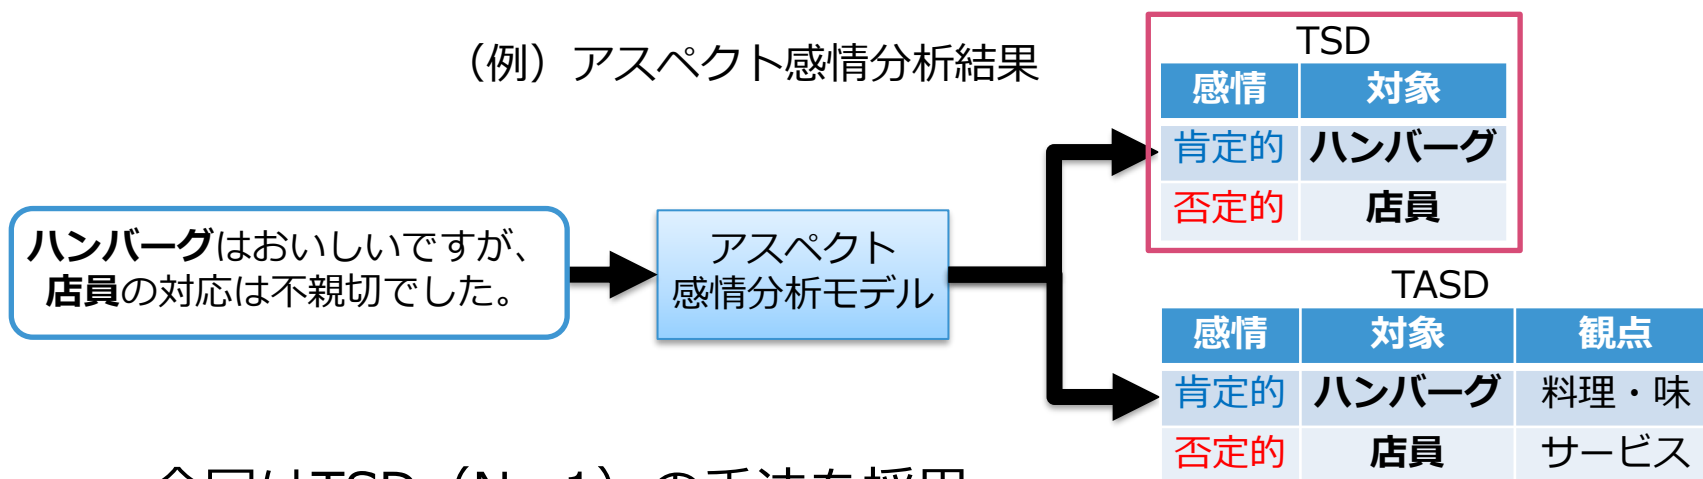 （例）アスペクト感情分析結果
ハンバーグはおいしいですが、
店員の対応は不親切でした。
アスペクト
感情分析モデル
TSD
感情 対象
肯定的 ハンバーグ
否定的 店員
TASD
感情 対象 観点
肯定的 ハンバーグ 料理・味
否定的 店員 サービス